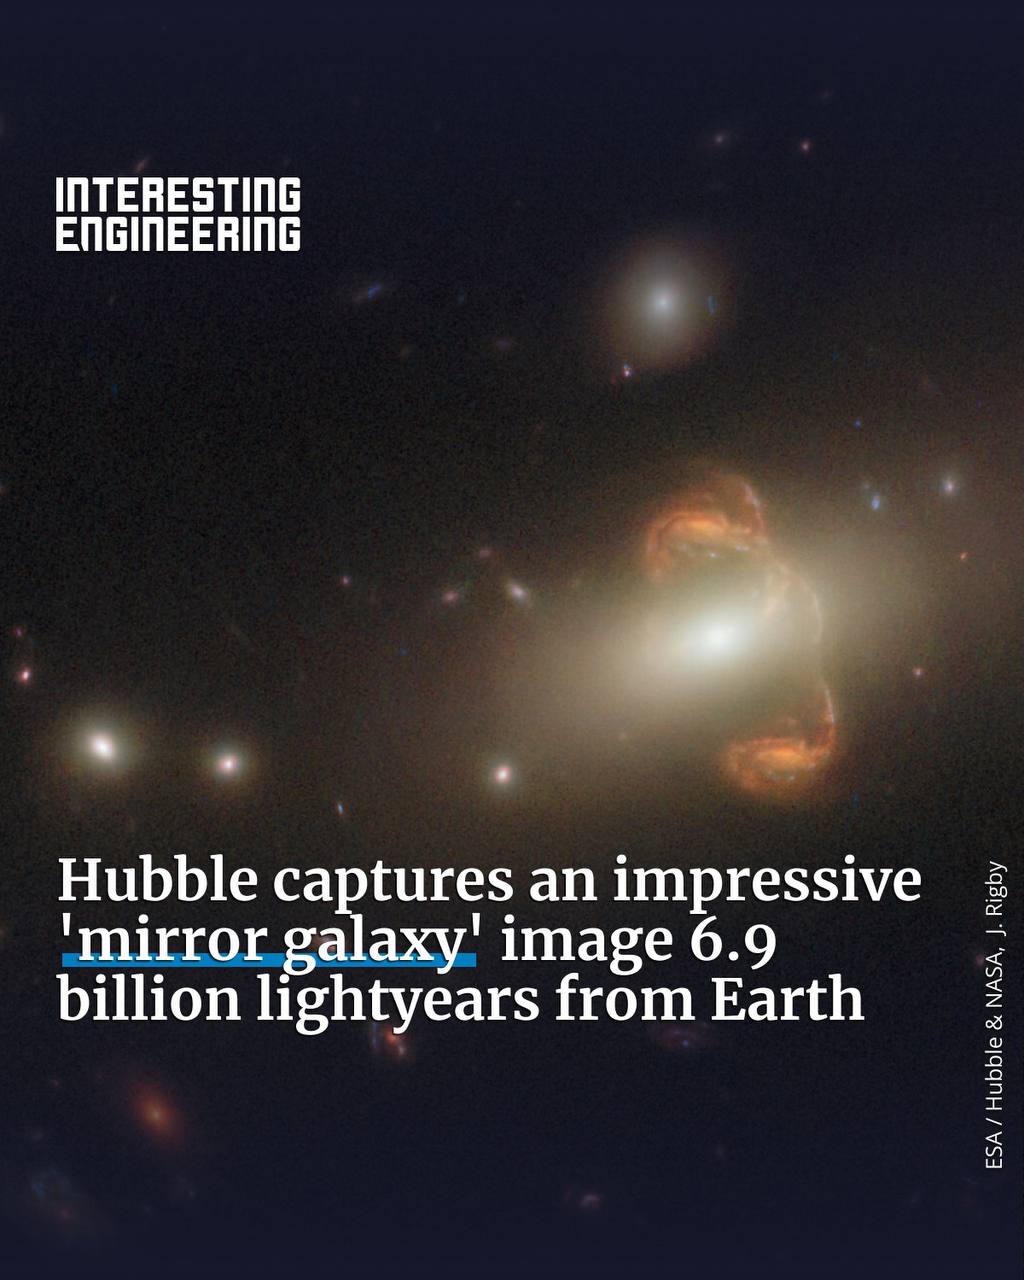 INTERESTING
ENGINEERING
Hubble captures an impressive
'mirror galaxy' image 6.9
billion lightyears from Earth
ESA / Hubble & NASA, J. Rigby